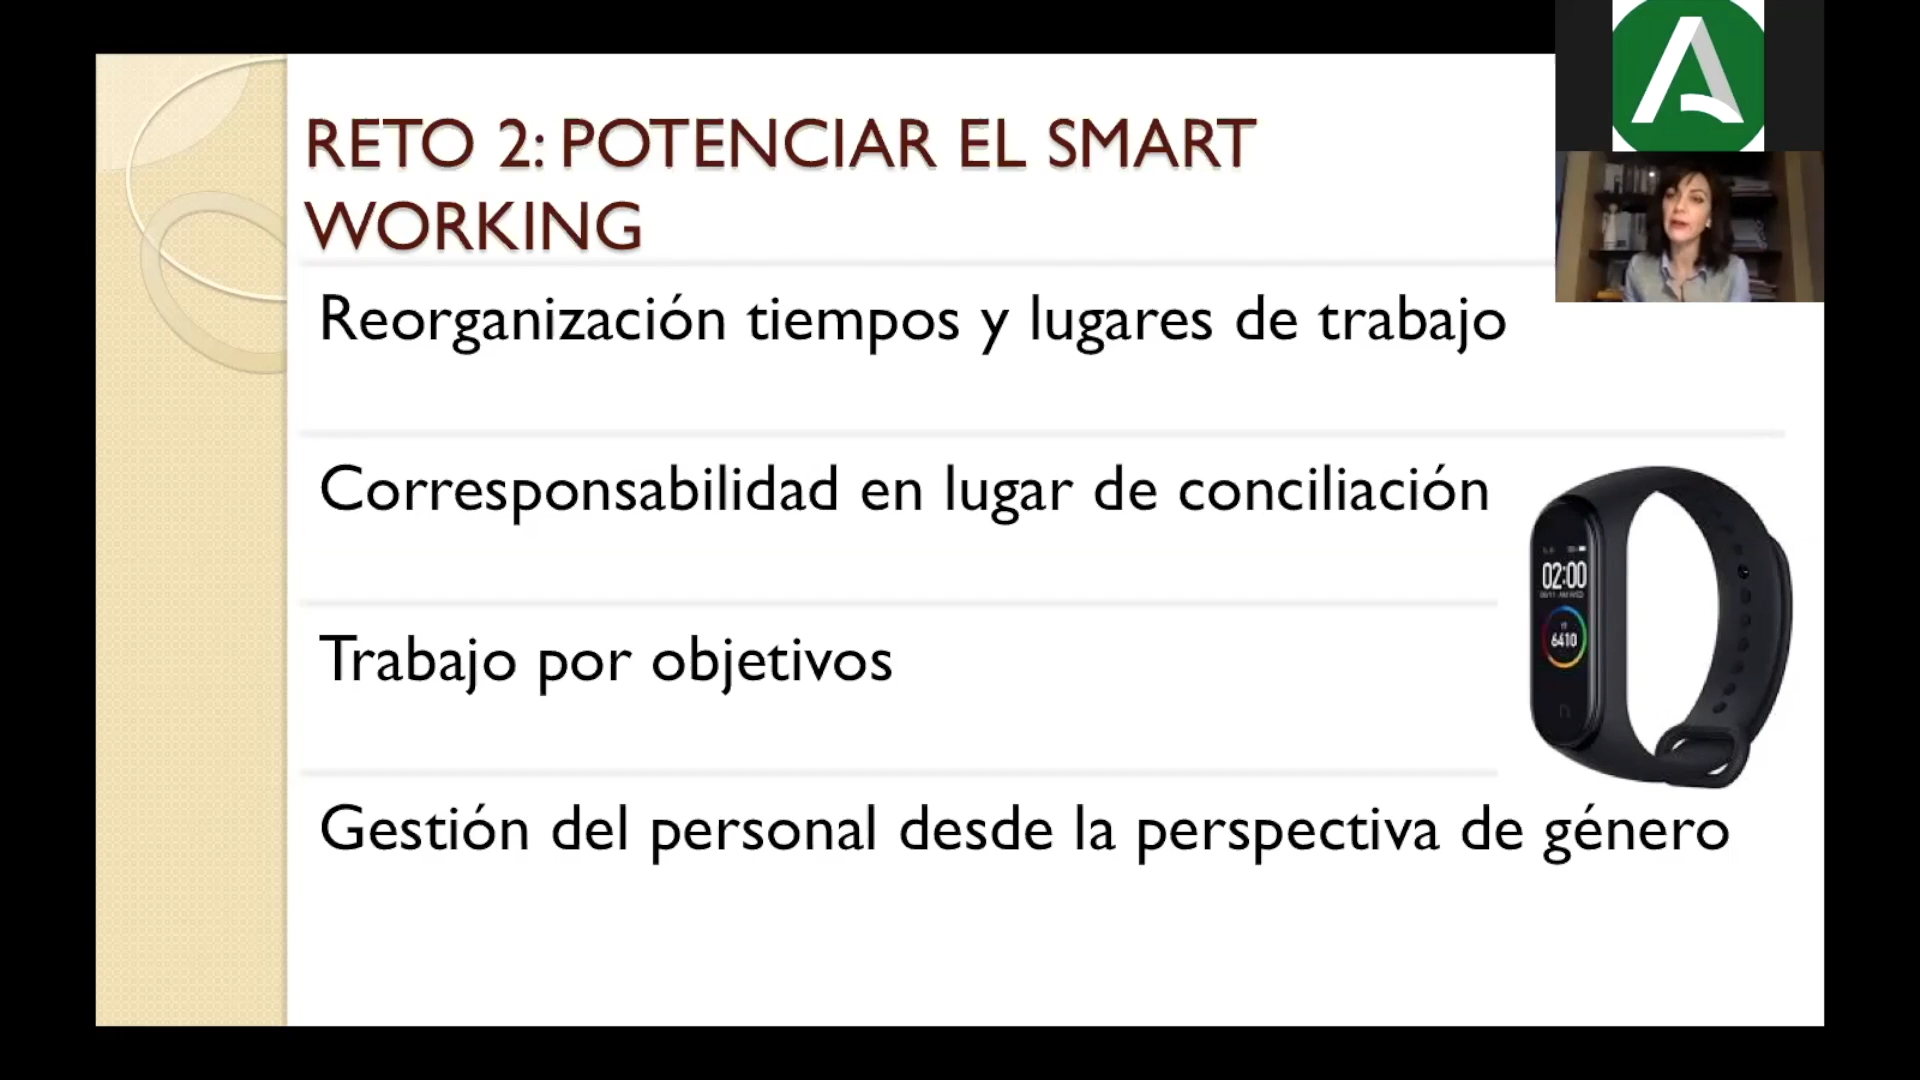 RETO 2: POTENCIAR EL SMART
WORKING
Reorganización tiempos y lugares de trabajo
Corresponsabilidad en lugar de conciliación
02:00
6410
Trabajo por objetivos
Gestión del personal desde la perspectiva de género